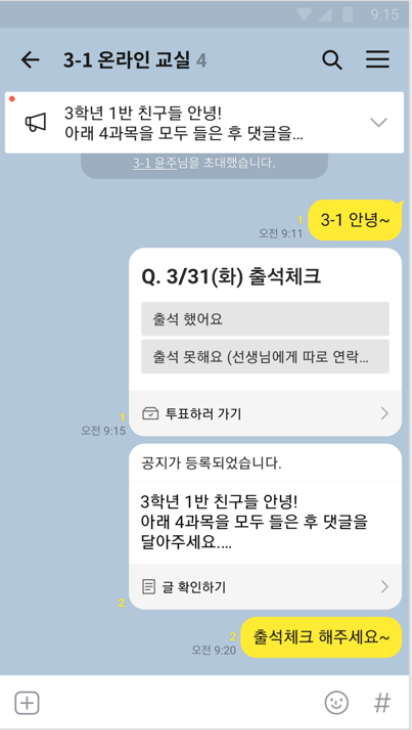 9:15
3-1 온라인 교실 4
3학년 1반 친구들 안녕!
아래 4과목을 모두 들은 후 댓글을...
3-1 윤주님을 초대했습니다.
1
오전 9:11
3-1 안녕~
Q. 3/31(화) 출석체크
출석 했어요
출석 못해요 (선생님에게 따로 연락...
투표하러 가기
1
오전 9:15
공지가 등록되었습니다.
3학년 1반 친구들 안녕!
아래 4과목을 모두 들은 후 댓글을
달아주세요....
글 확인하기
2
2
오전 9:20
출석체크 해주세요~
#